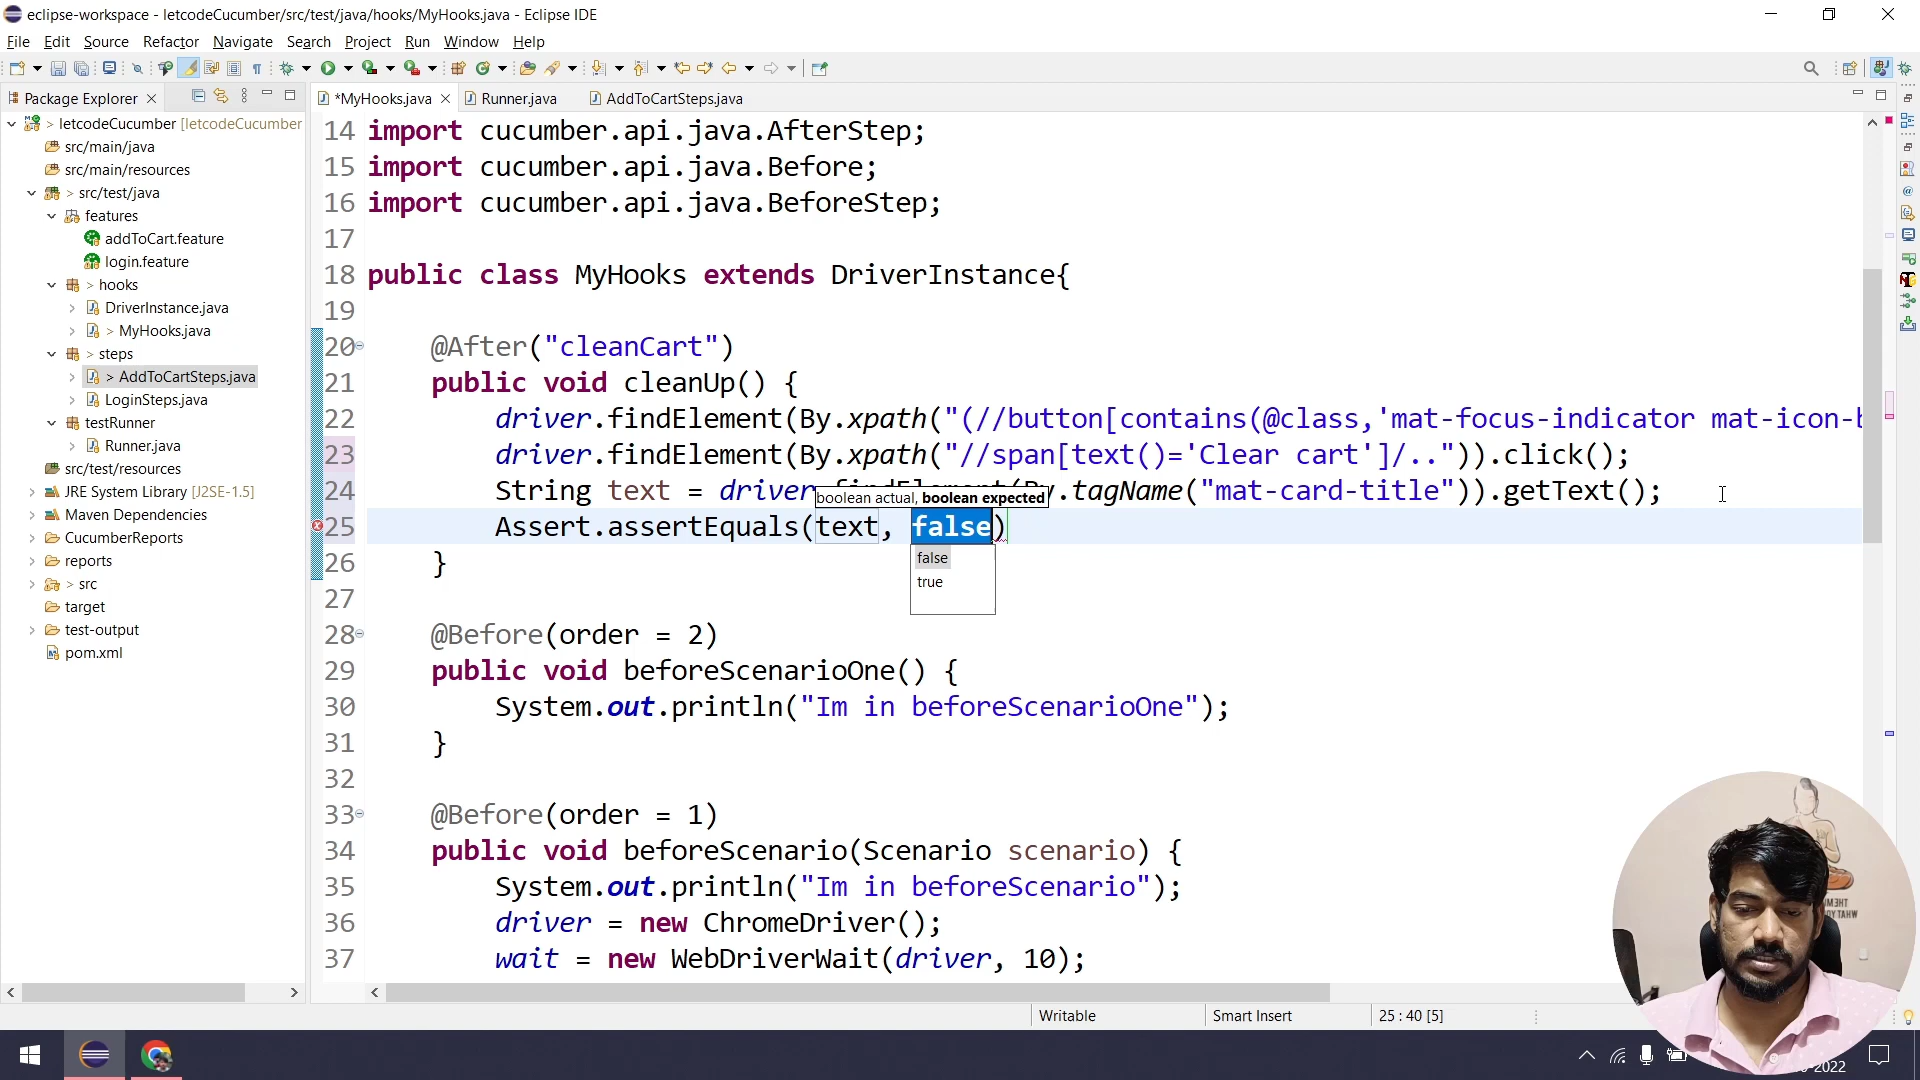 eclipse-workspace - letcodeCucumber/src/test/java/hooks/MyHooks.java - Eclipse IDE
File Edit Source Refactor Navigate Search Project Run Window Help
Package Explorer
*MyHooks.java Runner.java AddToCartSteps.java
> letcodeCucumber [letcodeCucumber
src/main/java
src/main/resources
> src/test/java
features
addToCart.feature
login.feature
> hooks
DriverInstance.java
> MyHooks.java
> steps
> AddToCartSteps.java
LoginSteps.java
testRunner
Runner.java
src/test/resources
JRE System Library [J2SE-1.5]
Maven Dependencies
CucumberReports
reports
> src
target
test-output
pom.xml
14 import cucumber.api.java.AfterStep;
15 import cucumber.api.java.Before;
16 import cucumber.api.java.BeforeStep;
17
18 public class MyHooks extends DriverInstance{
19
20 @After("cleanCart")
21 public void cleanUp() {
22 driver.findElement(By.xpath("(//button[contains(@class,'mat-focus-indicator mat-icon-b
23 driver.findElement(By.xpath("//span[text()='Clear cart']/..")).click();
24 String text = driver.findElement(By.tagName("mat-card-title")).getText();
boolean actual, boolean expected
25 Assert.assertEquals(text, false)
false
true
26 }
27
28 @Before(order = 2)
29 public void beforeScenarioOne() {
30 System.out.println("Im in beforeScenarioOne");
31 }
32
33 @Before(order = 1)
34 public void beforeScenario(Scenario scenario) {
35 System.out.println("Im in beforeScenario");
36 driver = new ChromeDriver();
37 wait = new WebDriverWait(driver, 10);
Writable Smart Insert 25 : 40 [5]